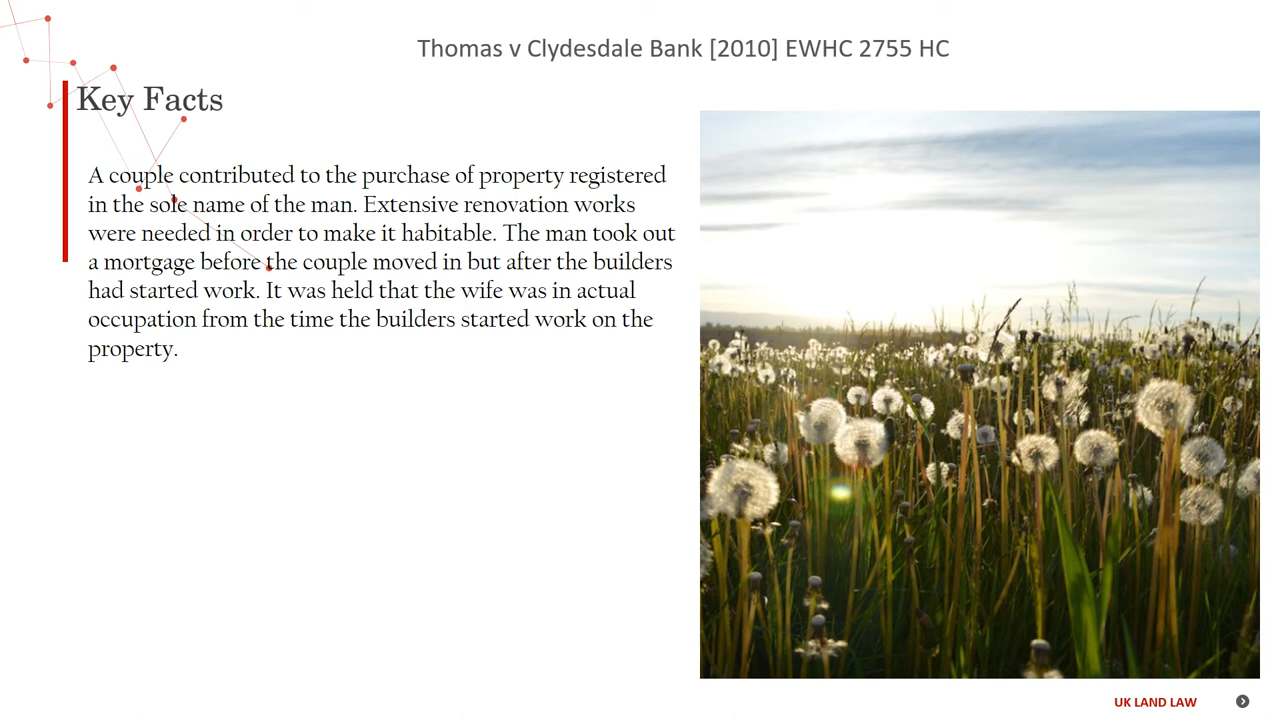 Thomas v Clydesdale Bank [2010] EWHC 2755 HC
Key Facts
A couple contributed to the purchase of property registered
in the sole name of the man. Extensive renovation works
were needed in order to make it habitable. The man took out
a mortgage before the couple moved in but after the builders
had started work. It was held that the wife was in actual
occupation from the time the builders started work on the
property.
UK LAND LAW